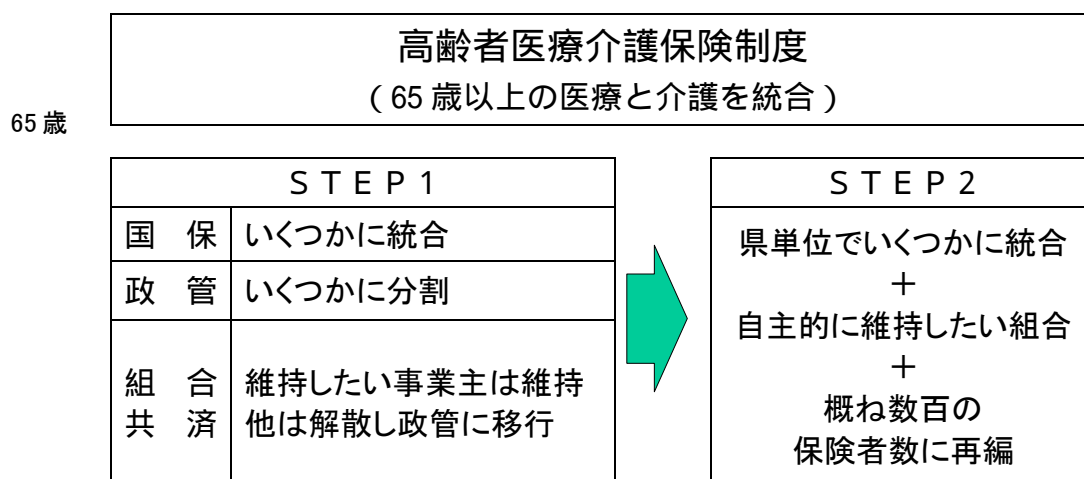 高齢者医療介護保険制度
（65歳以上の医療と介護を統合）
65歳
ＳＴＥＰ１
国　保　いくつかに統合
政　管　いくつかに分割
組　合　維持したい事業主は維持
共　済　他は解散し政管に移行
ＳＴＥＰ２
県単位でいくつかに統合
＋
自主的に維持したい組合
＋
概ね数百の
保険者数に再編